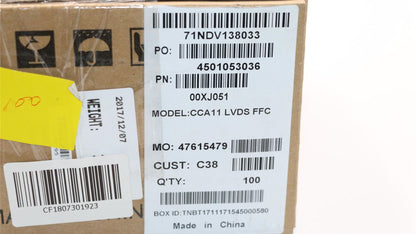 71NDV138033
PO:
4501053036
PN:
00XJ051
MODEL:CCA11 LVDS FFC
MO: 47615479
CUST: C38
Q'TY: 100
BOX ID:TNBT1711171545000580
Made in China
WEIGHT:
2017/12/07
CF1807301923